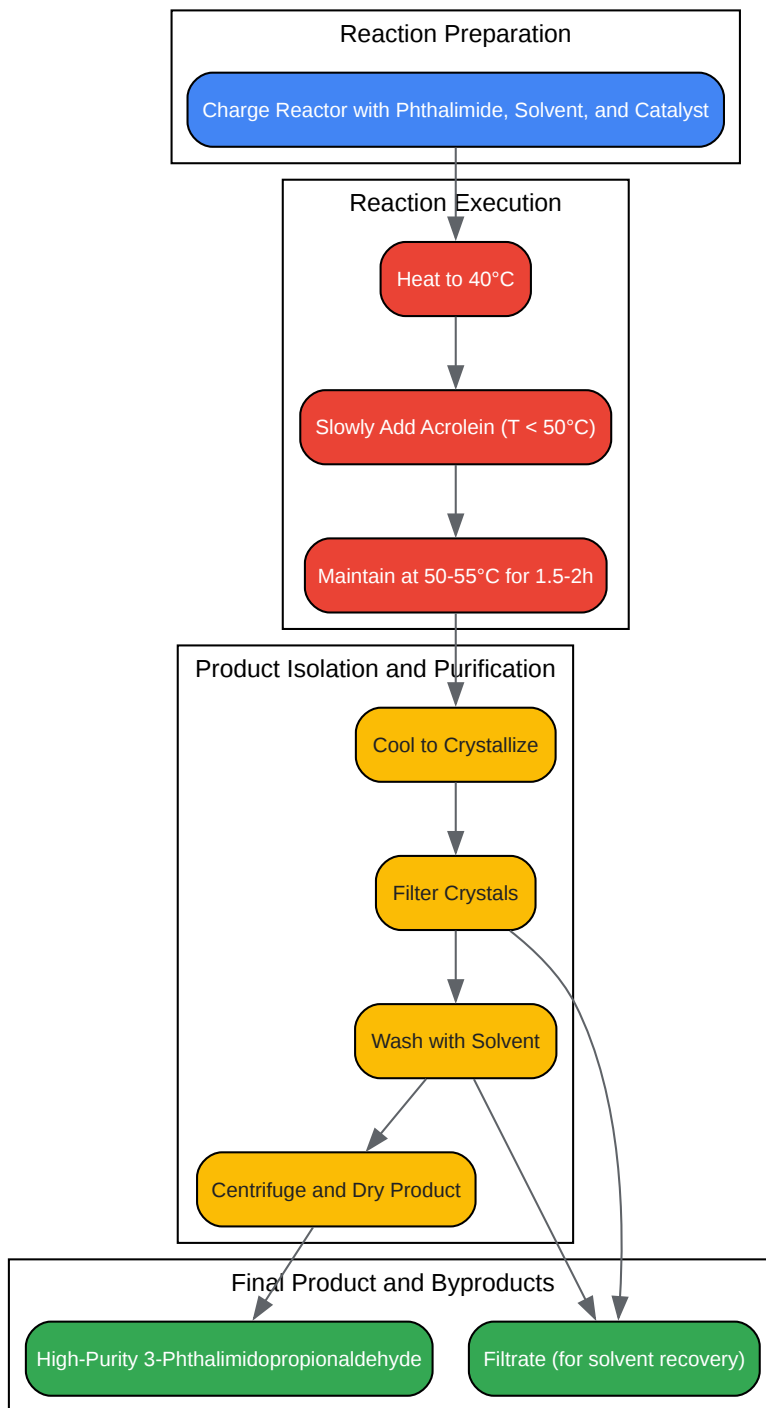 Reaction Preparation
Charge Reactor with Phthalimide, Solvent, and Catalyst
Reaction Execution
Heat to 40°C
Slowly Add Acrolein (T < 50°C)
Maintain at 50-55°C for 1.5-2h
Product Isolation and Purification
Cool to Crystallize
Filter Crystals
Wash with Solvent
Centrifuge and Dry Product
Final Product and Byproducts
High-Purity 3-Phthalimidopropionaldehyde
Filtrate (for solvent recovery)